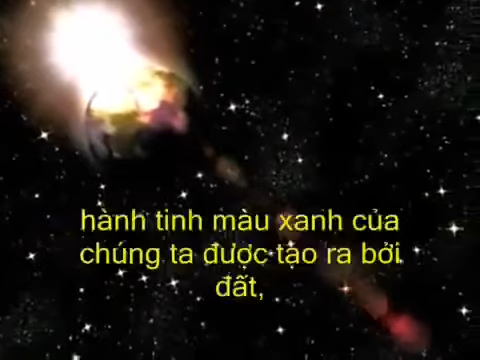 hành tinh màu xanh của
chúng ta được tạo ra bởi
đất,